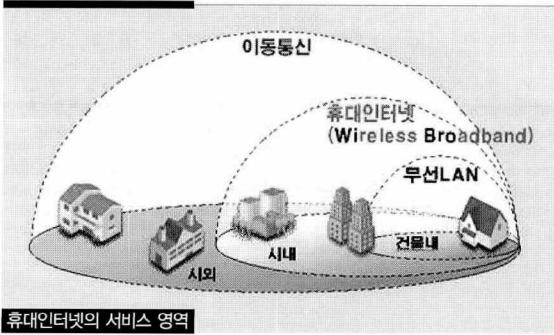 이동통신
휴대인터넷
(Wireless Broadband)
무선LAN
건물내
시내
시외
휴대인터넷의 서비스 영역